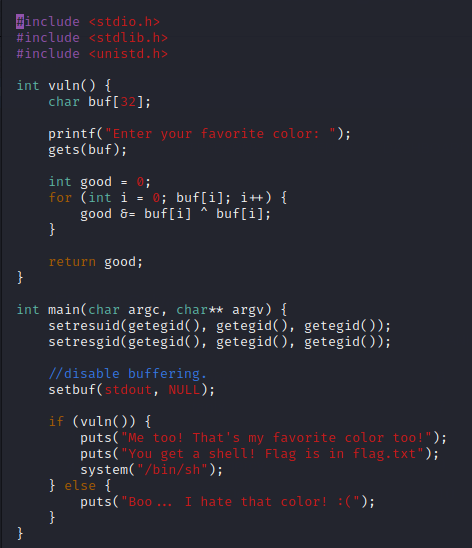 #include <stdio.h>
#include <stdlib.h>
#include <unistd.h>
int vuln() {
    char buf[32];
    printf("Enter your favorite color: ");
    gets(buf);
    int good = 0;
    for (int i = 0; buf[i]; i++) {
        good &= buf[i] ^ buf[i];
    }
    return good;
}
int main(char argc, char** argv) {
    setresuid(getegid(), getegid(), getegid());
    setresgid(getegid(), getegid(), getegid());
    //disable buffering.
    setbuf(stdout, NULL);
    if (vuln()) {
        puts("Me too! That's my favorite color too!");
        puts("You get a shell! Flag is in flag.txt");
        system("/bin/sh");
    } else {
        puts("Boo... I hate that color! :(");
    }
}